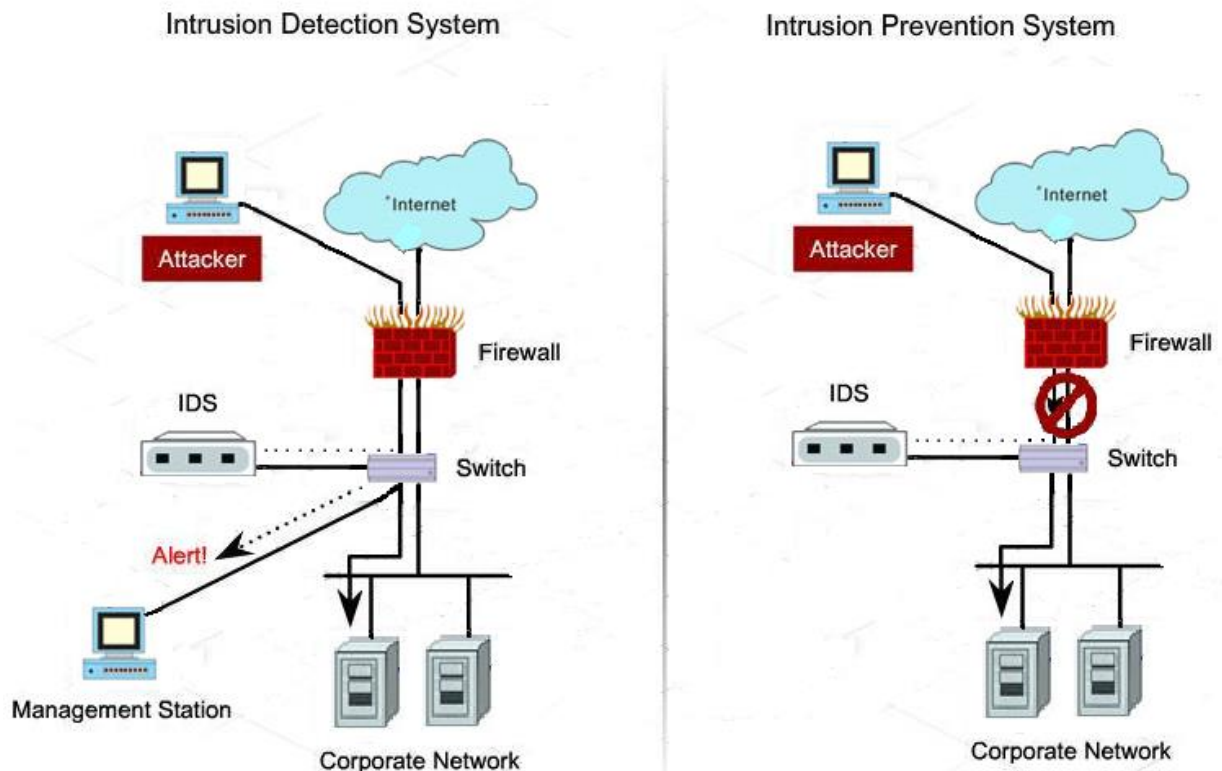 Intrusion Detection System
Internet
Attacker
Firewall
IDS
Switch
Alert!
Management Station
Corporate Network
Intrusion Prevention System
Internet
Attacker
Firewall
IDS
Switch
Corporate Network